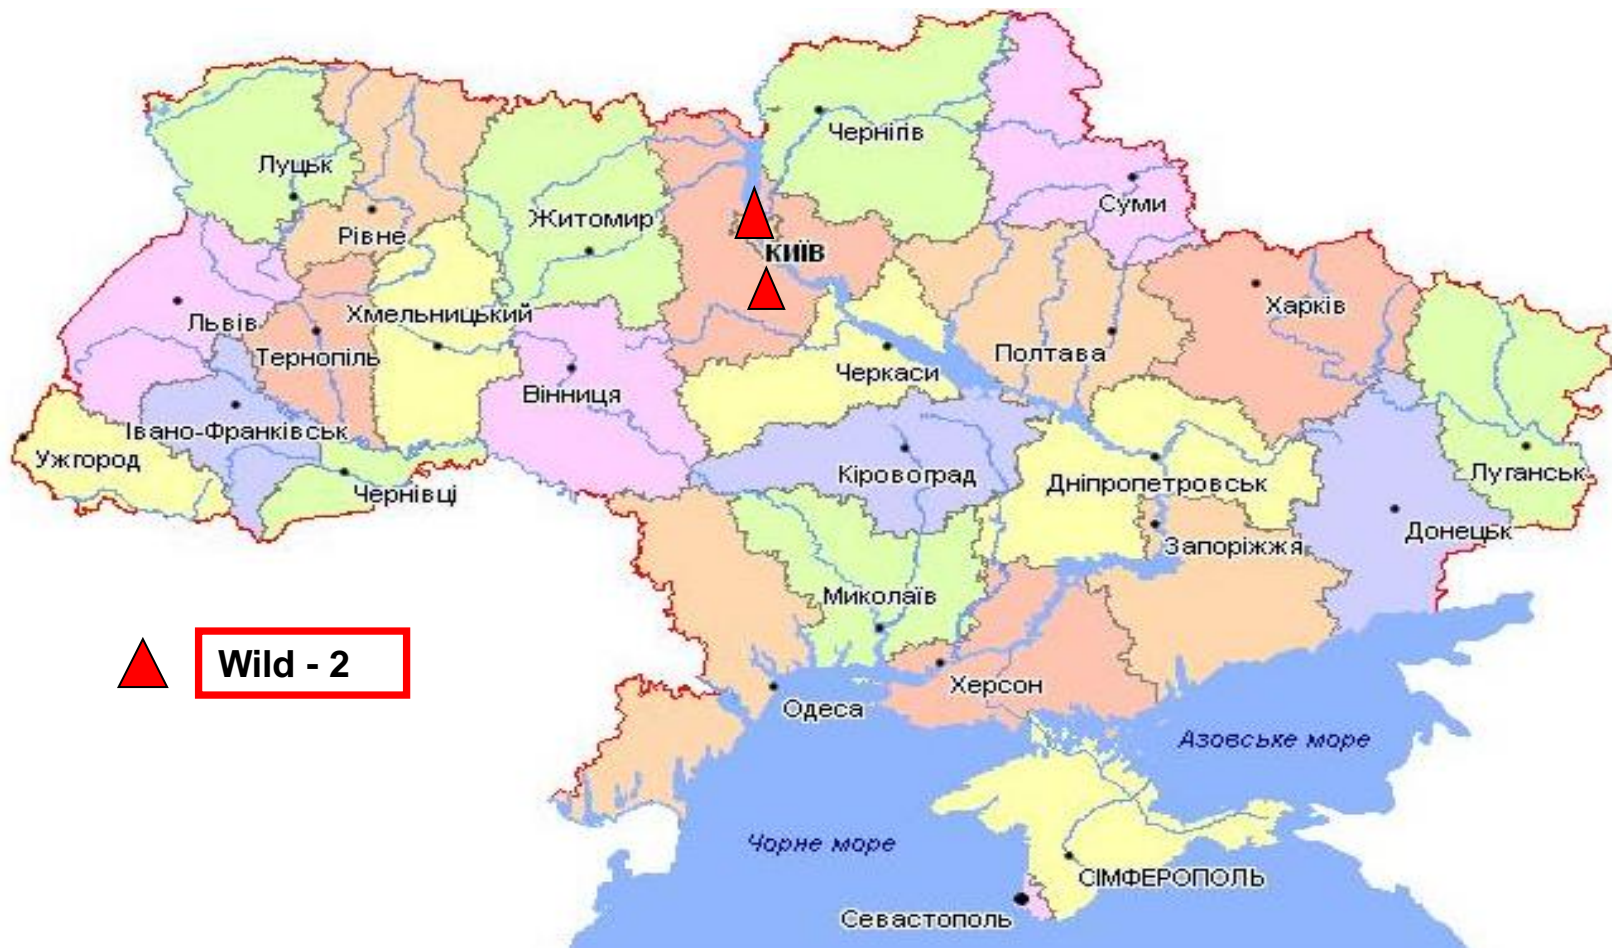 Чернігів
Луцьк
Суми
Житомир
Рівне
КИЇВ
Харків
Хмельницький
Львів
Тернопіль
Полтава
Черкаси
Вінниця
Івано-Франківськ
Ужгород
Кіровоград
Луганськ
Дніпропетровськ
Чернівці
Донецьк
Запоріжжя
Миколаїв
Wild - 2
Херсон
Одеса
Азовське море
Чорне море
СІМФЕРОПОЛЬ
Севастополь